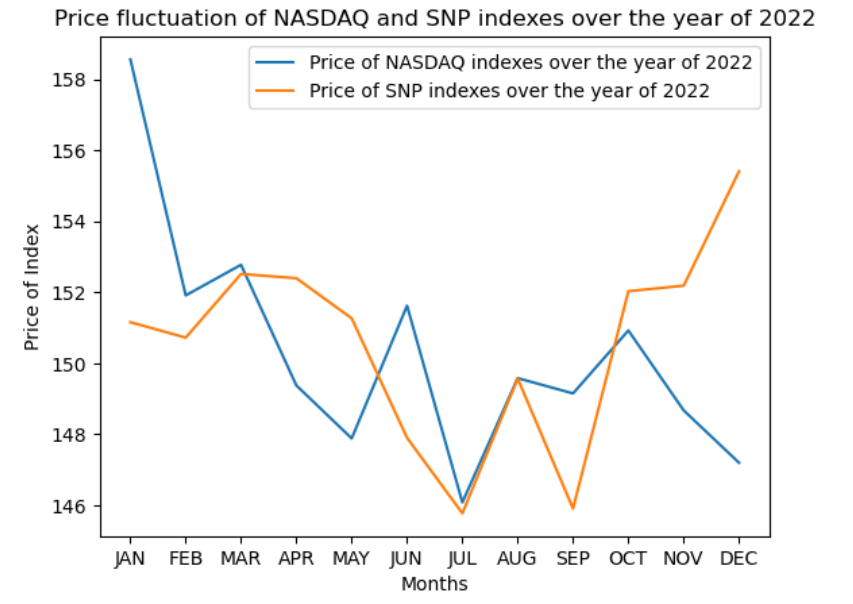 Price fluctuation of NASDAQ and SNP indexes over the year of 2022
Price of NASDAQ indexes over the year of 2022
Price of SNP indexes over the year of 2022
158
156
154
152
150
148
146
Price of Index
JAN FEB MAR APR MAY JUN JUL AUG SEP OCT NOV DEC
Months